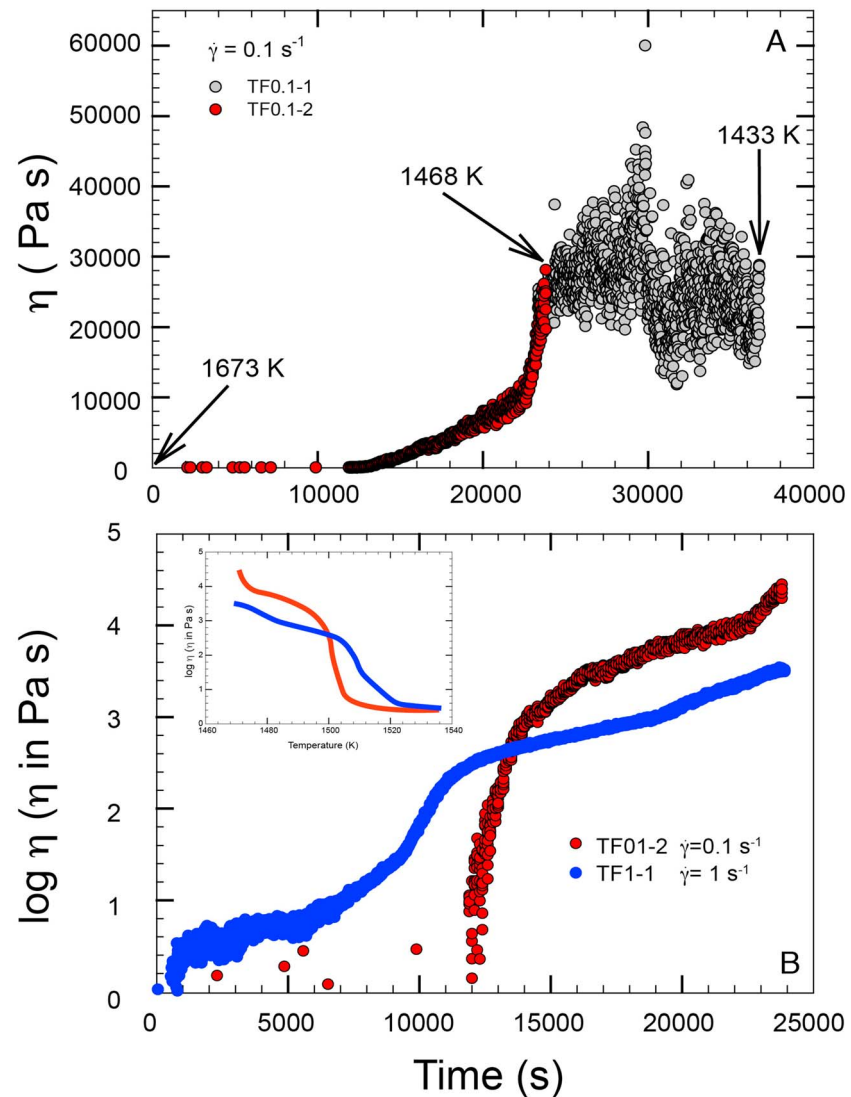 A
γ̇ = 0.1 s⁻¹
TF0.1-1
TF0.1-2
60000
50000
40000
30000
20000
10000
0
η ( Pa s)
1468 K
1433 K
1673 K
0 10000 20000 30000 40000
B
5
4
3
2
1
0
log η (η in Pa s)
5
4
3
2
1
0
log η (η in Pa s)
1460 1480 1500 1520 1540
Temperature (K)
TF01-2 γ̇=0.1 s⁻¹
TF1-1 γ̇= 1 s⁻¹
0 5000 10000 15000 20000 25000
Time (s)